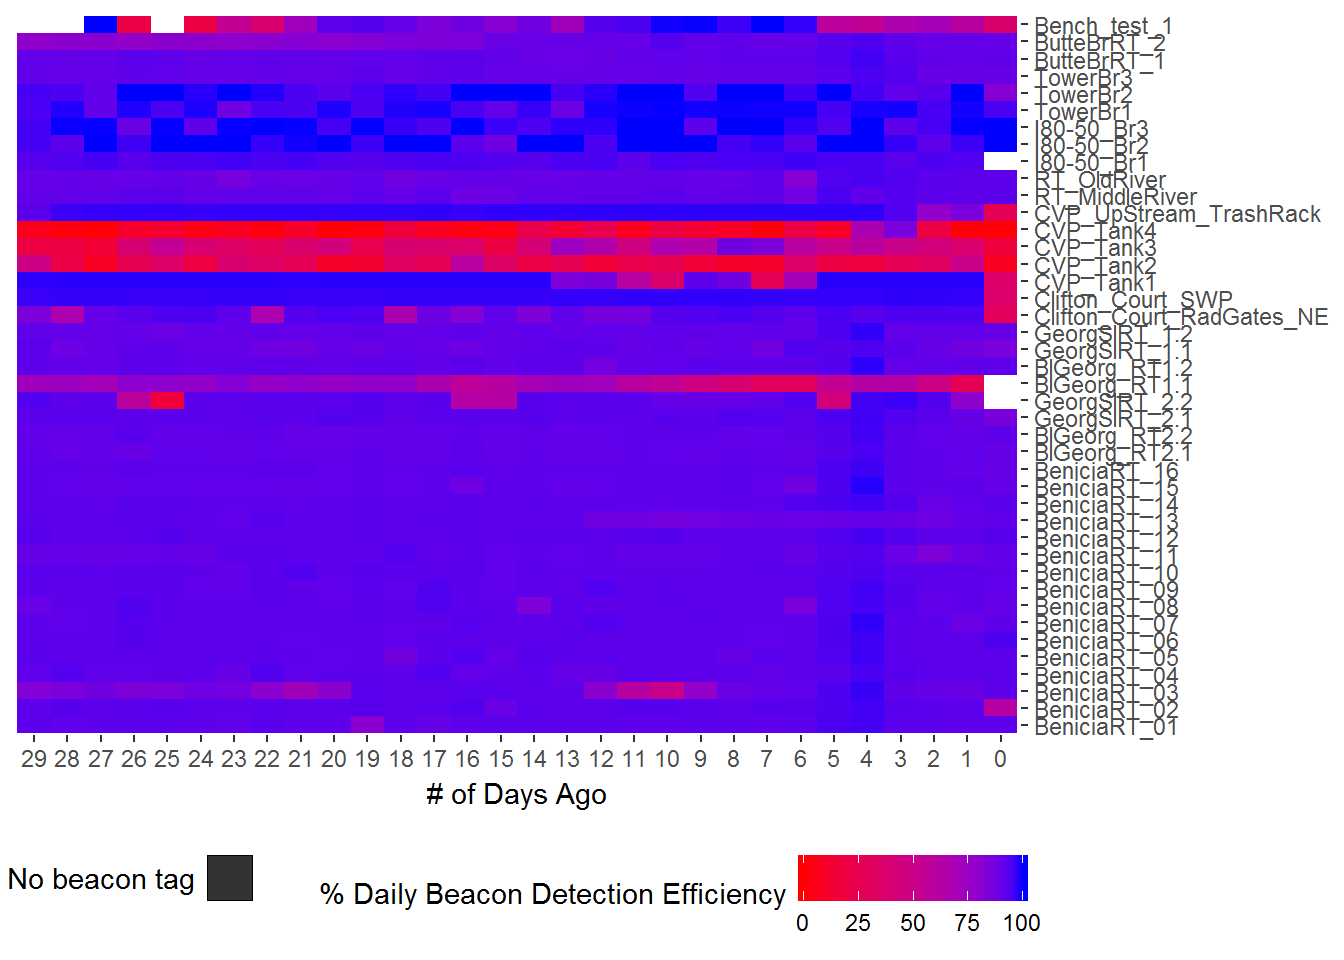 Bench_test_1
ButteBrRT_2
ButteBrRT_1
TowerBr3
TowerBr2
TowerBr1
I80-50_Br3
I80-50_Br2
I80-50_Br1
RT_OldRiver
RT_MiddleRiver
CVP_UpStream_TrashRack
CVP_Tank4
CVP_Tank3
CVP_Tank2
CVP_Tank1
Clifton_Court_SWP
Clifton_Court_RadGates_NE
GeorgSlRT_1.2
GeorgSlRT_1.1
BlGeorg_RT1.2
BlGeorg_RT1.1
GeorgSlRT_2.2
GeorgSlRT_2.1
BlGeorg_RT2.2
BlGeorg_RT2.1
BeniciaRT_16
BeniciaRT_15
BeniciaRT_14
BeniciaRT_13
BeniciaRT_12
BeniciaRT_11
BeniciaRT_10
BeniciaRT_09
BeniciaRT_08
BeniciaRT_07
BeniciaRT_06
BeniciaRT_05
BeniciaRT_04
BeniciaRT_03
BeniciaRT_02
BeniciaRT_01
29 28 27 26 25 24 23 22 21 20 19 18 17 16 15 14 13 12 11 10 9 8 7 6 5 4 3 2 1 0
# of Days Ago
No beacon tag
% Daily Beacon Detection Efficiency
0 25 50 75 100